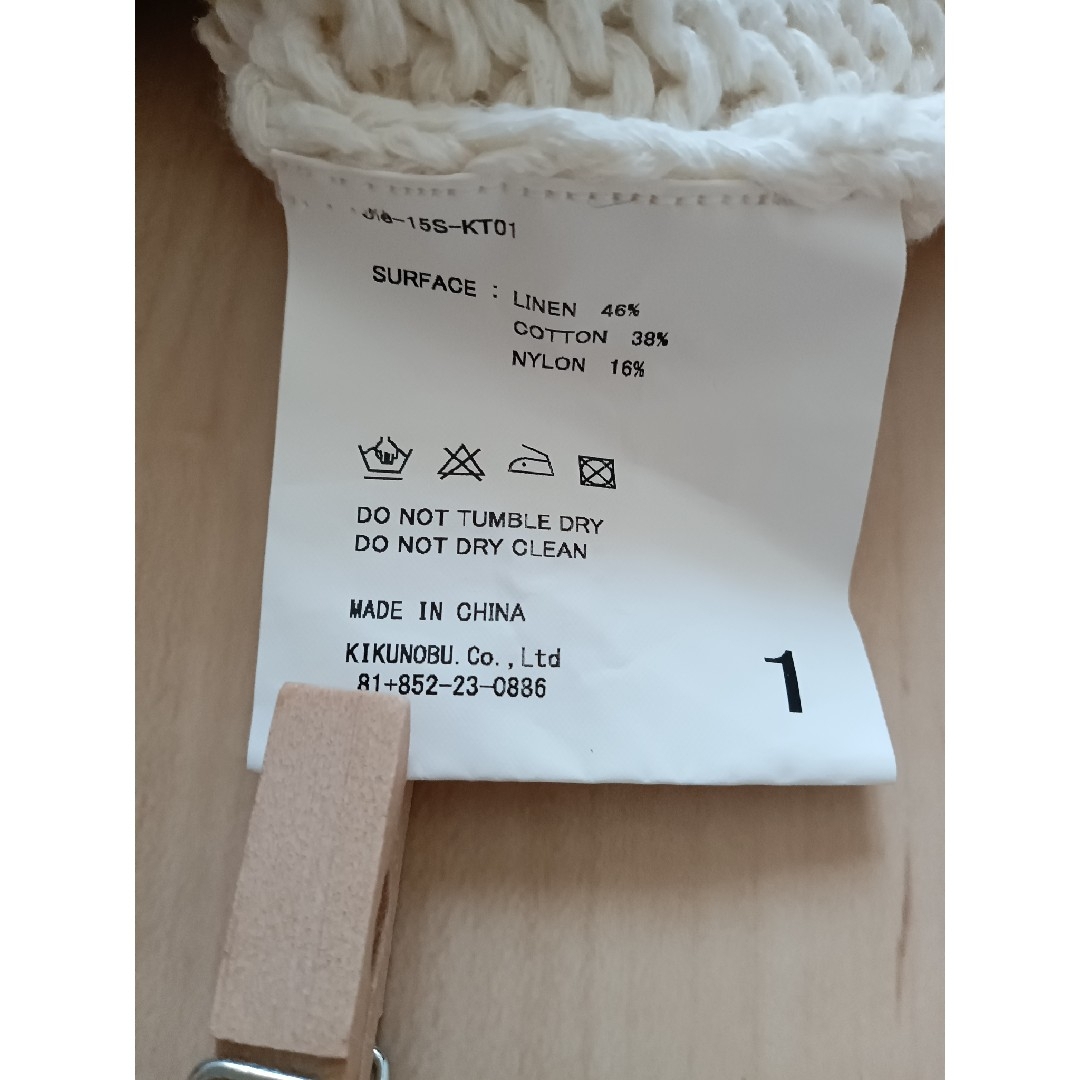 -15S-KT01
SURFACE : LINEN 46%
COTTON 38%
NYLON 16%
DO NOT TUMBLE DRY
DO NOT DRY CLEAN
MADE IN CHINA
KIKUNOBU.Co.,Ltd
81+852-23-0886
1